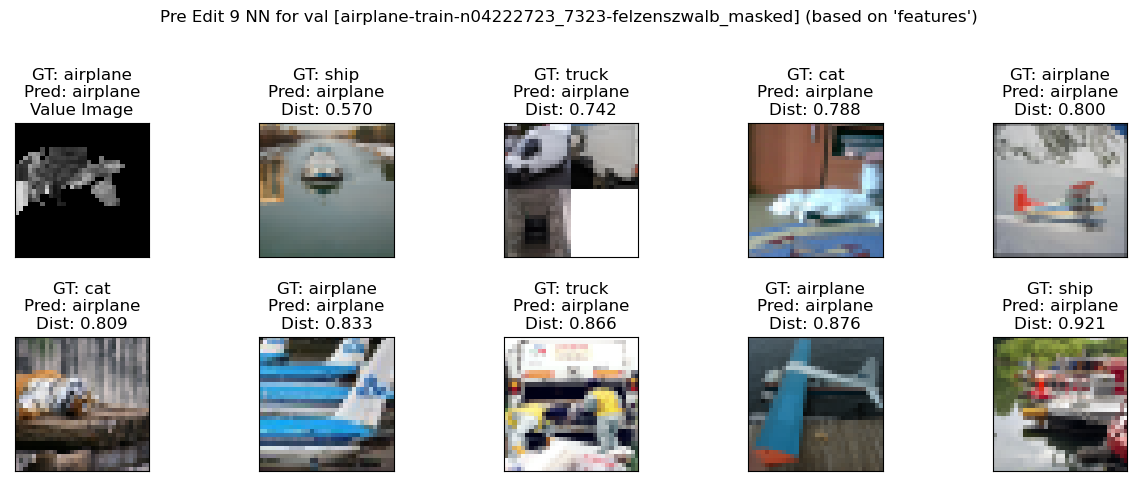 Pre Edit 9 NN for val [airplane-train-n04222723_7323-felzenszwalb_masked] (based on 'features')
GT: airplane
Pred: airplane
Value Image
GT: ship
Pred: airplane
Dist: 0.570
GT: truck
Pred: airplane
Dist: 0.742
GT: cat
Pred: airplane
Dist: 0.788
GT: airplane
Pred: airplane
Dist: 0.800
GT: cat
Pred: airplane
Dist: 0.809
GT: airplane
Pred: airplane
Dist: 0.833
GT: truck
Pred: airplane
Dist: 0.866
GT: airplane
Pred: airplane
Dist: 0.876
GT: ship
Pred: airplane
Dist: 0.921